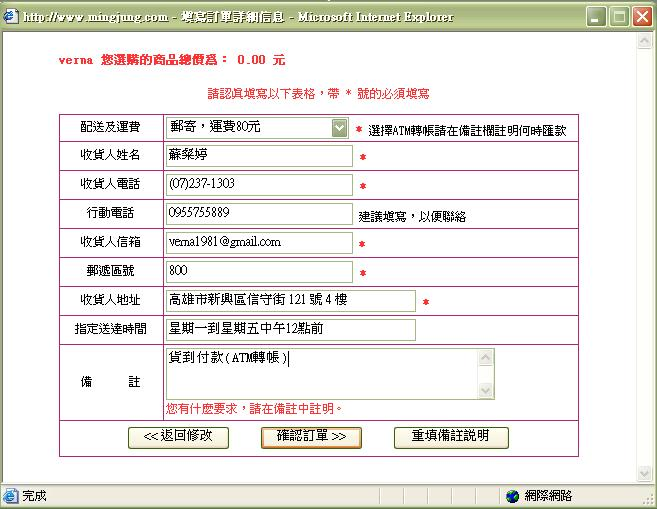 http://www.mingjung.com - 填寫訂單詳細信息 - Microsoft Internet Explorer
verna 您選購的商品總價爲： 0.00 元
請認眞填寫以下表格，帶 * 號的必須填寫
配送及運費 郵寄，運費80元 * 選擇ATM轉帳請在備註欄註明何時匯款
收貨人姓名 蘇粲婷 *
收貨人電話 (07)237-1303 *
行動電話 0955755889 建議填寫，以便聯絡
收貨人信箱 verna1981@gmail.com *
郵遞區號 800 *
收貨人地址 高雄市新興區信守街 121 號 4 樓 *
指定送達時間 星期一到星期五中午12點前
備 註 貨到付款(ATM轉帳)
您有什麼要求，請在備註中註明。
<< 返回修改 確認訂單 >> 重填備註說明
完成 網際網路